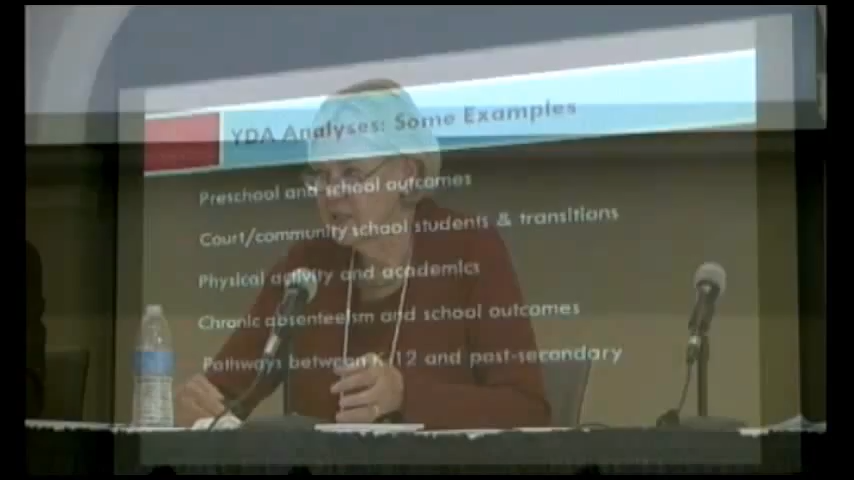 YDA Analyses: Some Examples
Preschool and school outcomes
Court/community school students & transitions
Physical activity and academics
Chronic absenteeism and school outcomes
Pathways between K-12 and post-secondary